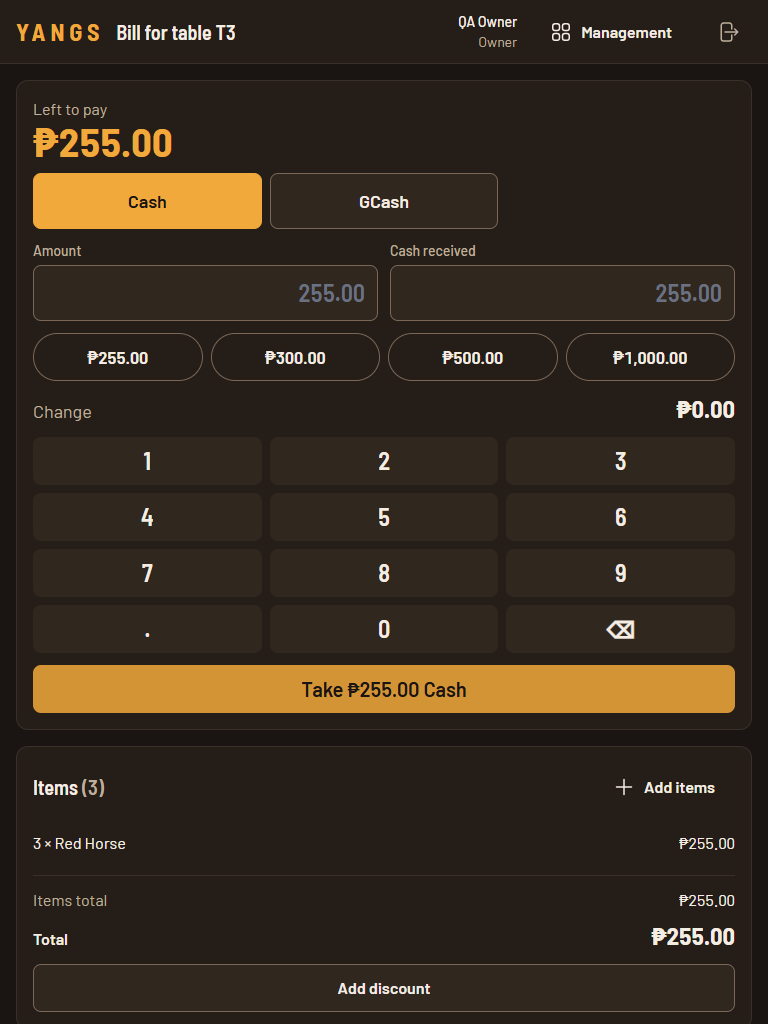 YANGS Bill for table T3
QA Owner
Owner
Management
Left to pay
₱255.00
Cash
GCash
Amount
Cash received
255.00
255.00
₱255.00
₱300.00
₱500.00
₱1,000.00
Change
₱0.00
1
2
3
4
5
6
7
8
9
.
0
⌫
Take ₱255.00 Cash
Items (3)
Add items
3 × Red Horse
₱255.00
Items total
₱255.00
Total
₱255.00
Add discount